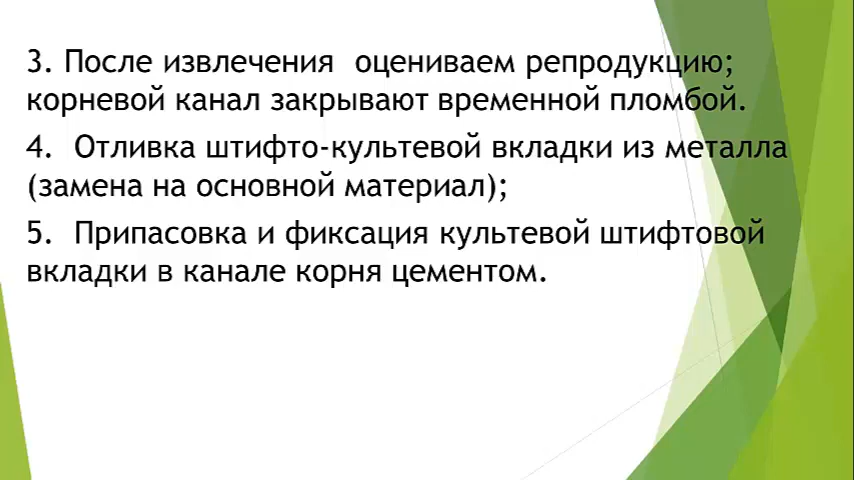 3. После извлечения  оцениваем репродукцию;
корневой канал закрывают временной пломбой.
4.  Отливка штифто-культевой вкладки из металла
(замена на основной материал);
5.  Припасовка и фиксация культевой штифтовой
вкладки в канале корня цементом.